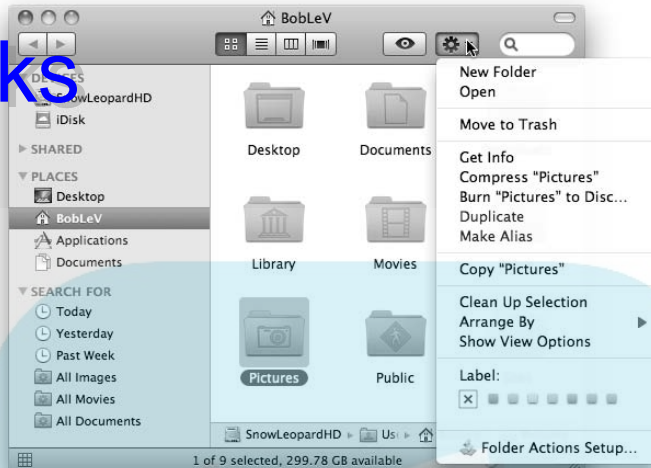 BobLeV
ks
DEVICES
SnowLeopardHD
iDisk
SHARED
PLACES
Desktop
BobLeV
Applications
Documents
SEARCH FOR
Today
Yesterday
Past Week
All Images
All Movies
All Documents
Desktop
Documents
Library
Movies
Pictures
Public
SnowLeopardHD
1 of 9 selected, 299.78 GB available
New Folder
Open
Move to Trash
Get Info
Compress “Pictures”
Burn “Pictures” to Disc...
Duplicate
Make Alias
Copy “Pictures”
Clean Up Selection
Arrange By
Show View Options
Label:
Folder Actions Setup...